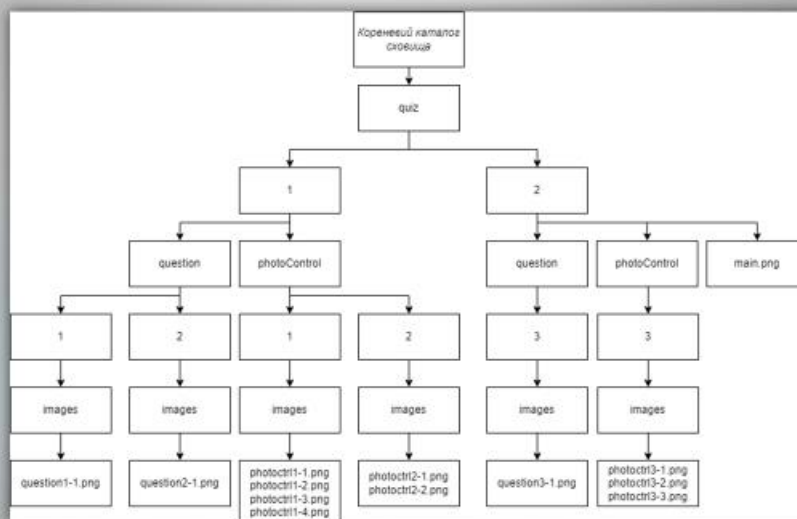 Кореневий каталог
сховища
quiz
1
2
question
photoControl
question
photoControl
main.png
1
2
1
2
3
3
images
images
images
images
images
images
question1-1.png
question2-1.png
photoctrl1-1.png
photoctrl1-2.png
photoctrl1-3.png
photoctrl1-4.png
photoctrl2-1.png
photoctrl2-2.png
question3-1.png
photoctrl3-1.png
photoctrl3-2.png
photoctrl3-3.png